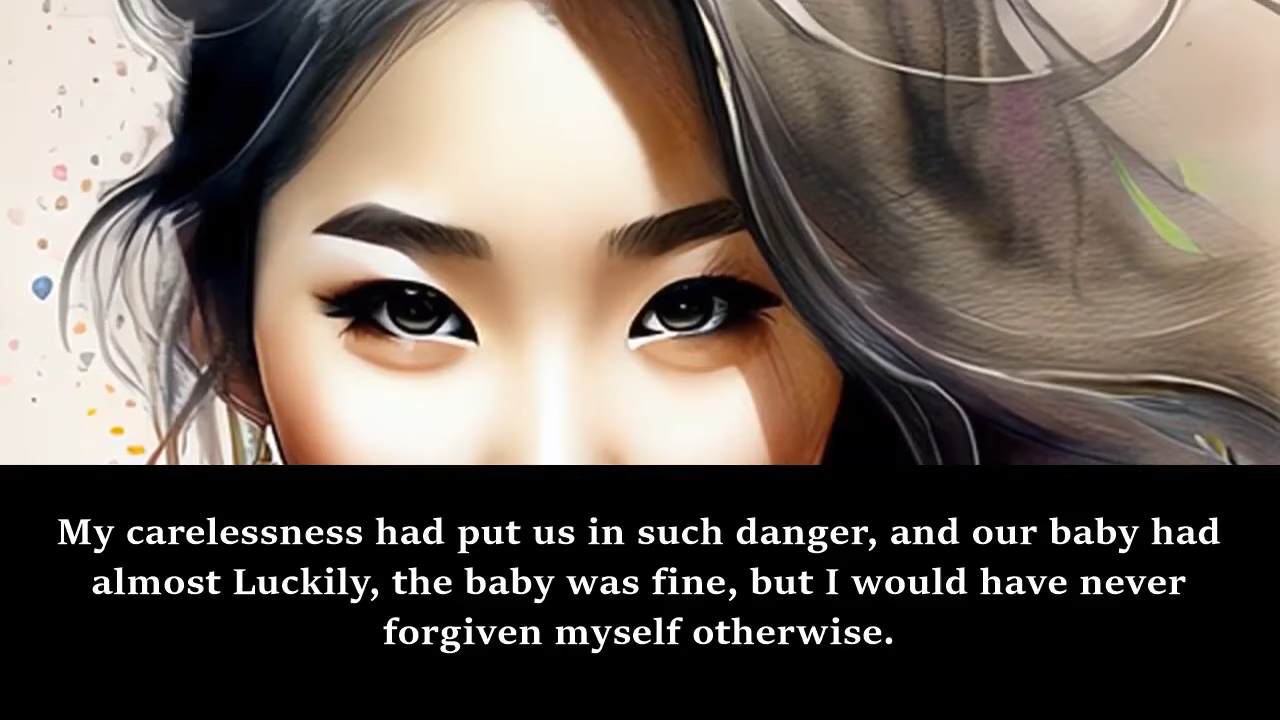 My carelessness had put us in such danger, and our baby had
almost Luckily, the baby was fine, but I would have never
forgiven myself otherwise.